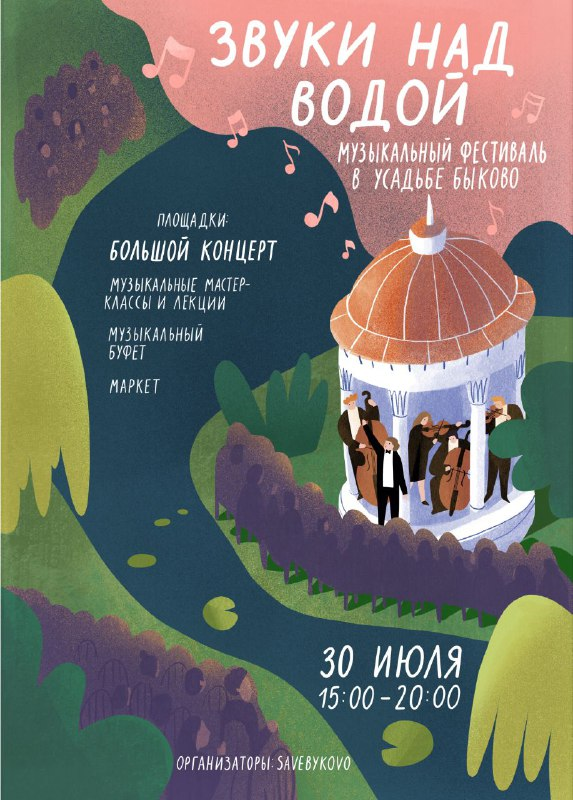 ЗВУКИ НАД
ВОДОЙ
МУЗЫКАЛЬНЫЙ ФЕСТИВАЛЬ
В УСАДЬБЕ БЫКОВО
ПЛОЩАДКИ:
БОЛЬШОЙ КОНЦЕРТ
МУЗЫКАЛЬНЫЕ МАСТЕР-
КЛАССЫ И ЛЕКЦИИ
МУЗЫКАЛЬНЫЙ
БУФЕТ
МАРКЕТ
30 ИЮЛЯ
15:00-20:00
ОРГАНИЗАТОРЫ: SAVEBYKOVO